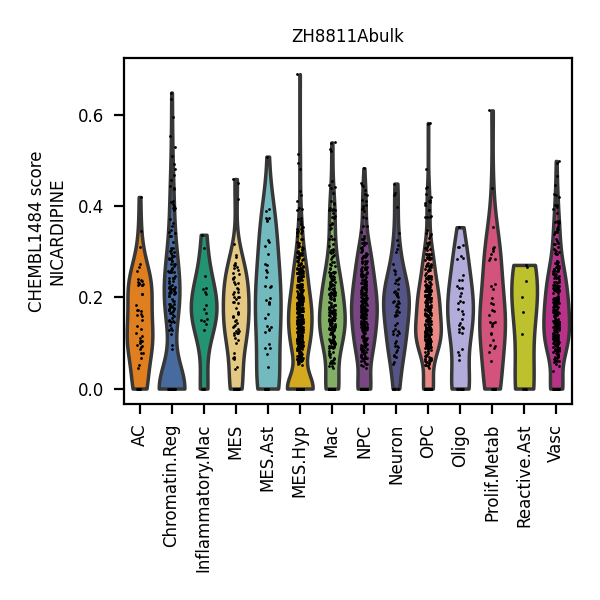 ZH8811Abulk
CHEMBL1484 score
NICARDIPINE
0.6
0.4
0.2
0.0
AC
Chromatin.Reg
Inflammatory.Mac
MES
MES.Ast
MES.Hyp
Mac
NPC
Neuron
OPC
Oligo
Prolif.Metab
Reactive.Ast
Vasc